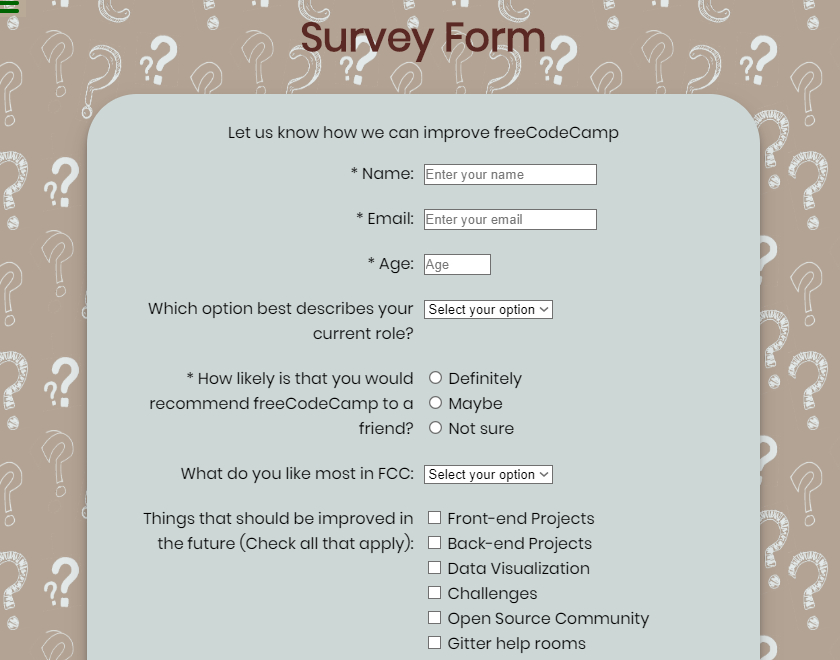 Survey Form
Let us know how we can improve freeCodeCamp
* Name: Enter your name
* Email: Enter your email
* Age: Age
Which option best describes your Select your option
current role?
* How likely is that you would Definitely
recommend freeCodeCamp to a Maybe
friend? Not sure
What do you like most in FCC: Select your option
Things that should be improved in Front-end Projects
the future (Check all that apply): Back-end Projects
Data Visualization
Challenges
Open Source Community
Gitter help rooms